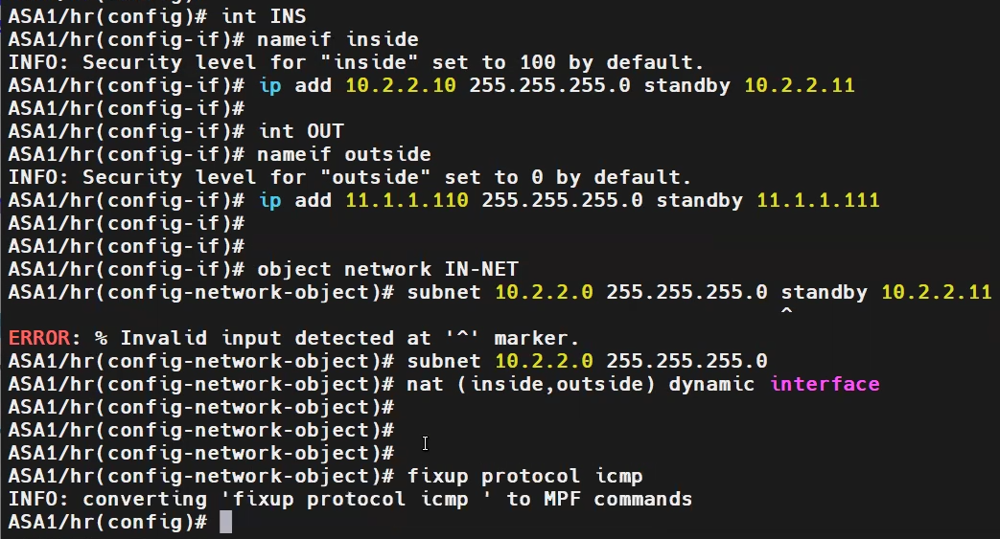 ASA1/hr(config)# int INS
ASA1/hr(config-if)# nameif inside
INFO: Security level for "inside" set to 100 by default.
ASA1/hr(config-if)# ip add 10.2.2.10 255.255.255.0 standby 10.2.2.11
ASA1/hr(config-if)#
ASA1/hr(config-if)# int OUT
ASA1/hr(config-if)# nameif outside
INFO: Security level for "outside" set to 0 by default.
ASA1/hr(config-if)# ip add 11.1.1.110 255.255.255.0 standby 11.1.1.111
ASA1/hr(config-if)#
ASA1/hr(config-if)#
ASA1/hr(config-if)# object network IN-NET
ASA1/hr(config-network-object)# subnet 10.2.2.0 255.255.255.0 standby 10.2.2.11
^
ERROR: % Invalid input detected at '^' marker.
ASA1/hr(config-network-object)# subnet 10.2.2.0 255.255.255.0
ASA1/hr(config-network-object)# nat (inside,outside) dynamic interface
ASA1/hr(config-network-object)#
ASA1/hr(config-network-object)#
ASA1/hr(config-network-object)#
ASA1/hr(config-network-object)# fixup protocol icmp
INFO: converting 'fixup protocol icmp ' to MPF commands
ASA1/hr(config)#